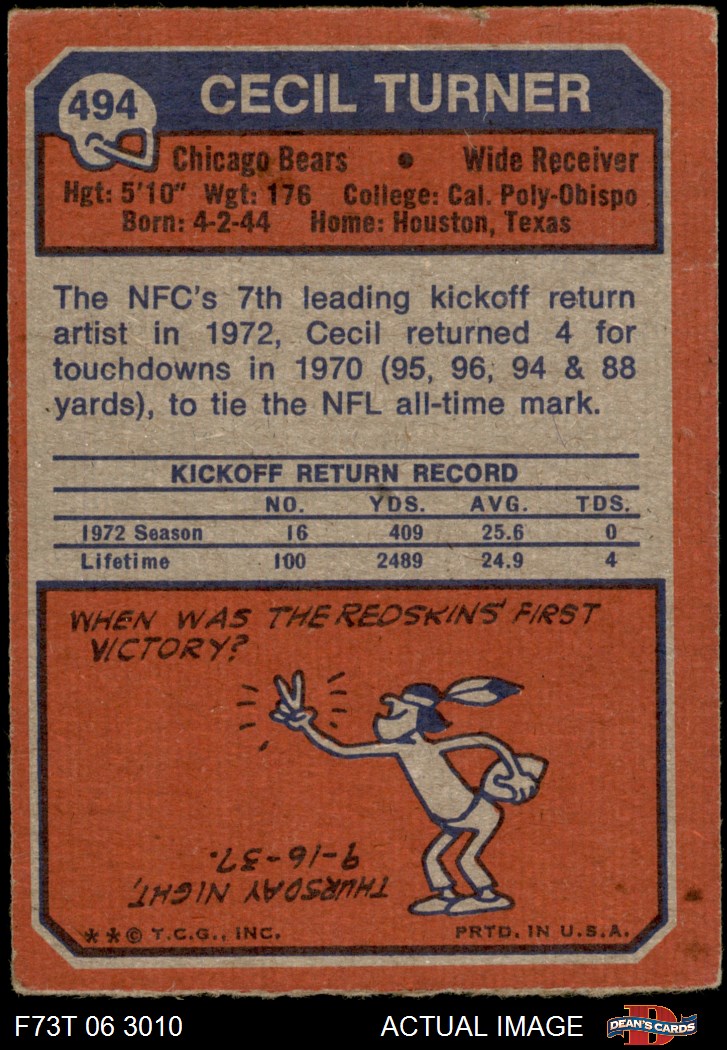 494
CECIL TURNER
Chicago Bears • Wide Receiver
Hgt: 5'10" Wgt: 176 College: Cal. Poly-Obispo
Born: 4-2-44 Home: Houston, Texas
The NFC's 7th leading kickoff return
artist in 1972, Cecil returned 4 for
touchdowns in 1970 (95, 96, 94 & 88
yards), to tie the NFL all-time mark.
KICKOFF RETURN RECORD
NO. YDS. AVG. TDS.
1972 Season 16 409 25.6 0
Lifetime 100 2489 24.9 4
WHEN WAS THE REDSKINS' FIRST
VICTORY?
THURSDAY NIGHT,
9-16-37.
**© T.C.G., INC. PRTD. IN U.S.A.
F73T 06 3010 ACTUAL IMAGE D DEAN'S CARDS